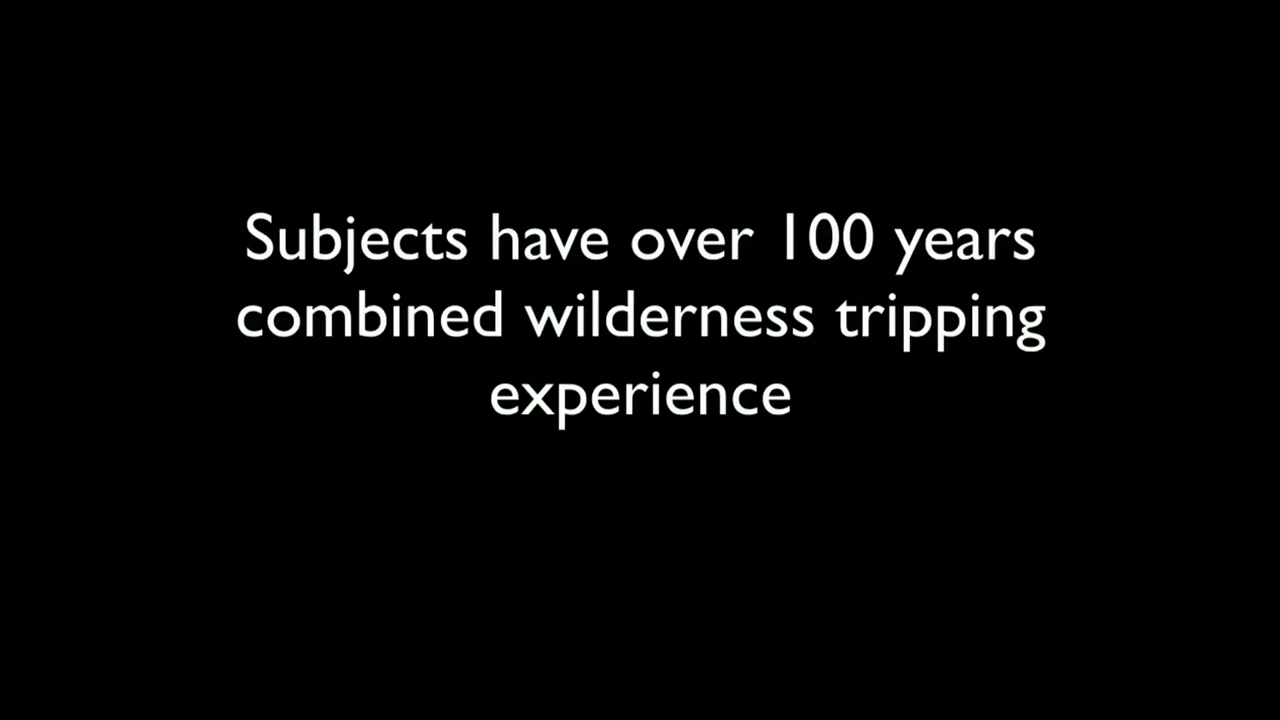 Subjects have over 100 years
combined wilderness tripping
experience